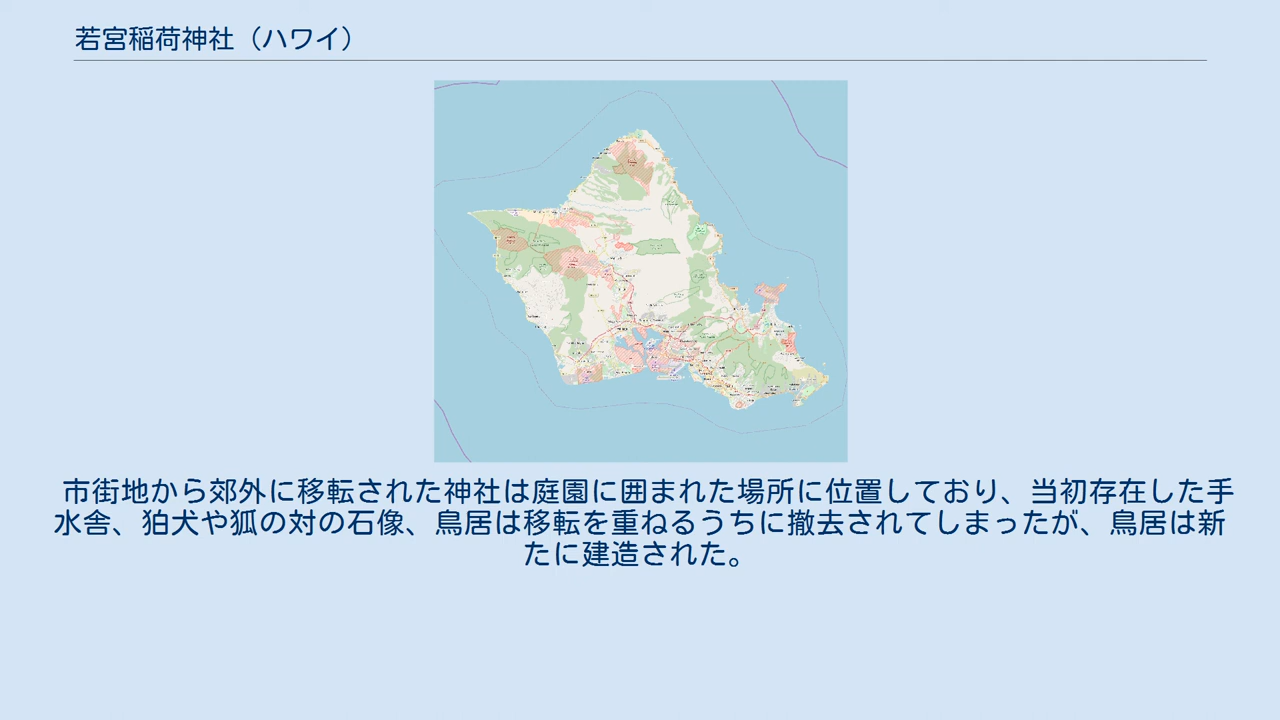 若宮稲荷神社（ハワイ）
市街地から郊外に移転された神社は庭園に囲まれた場所に位置しており、当初存在した手
水舎、狛犬や狐の対の石像、鳥居は移転を重ねるうちに撤去されてしまったが、鳥居は新
たに建造された。